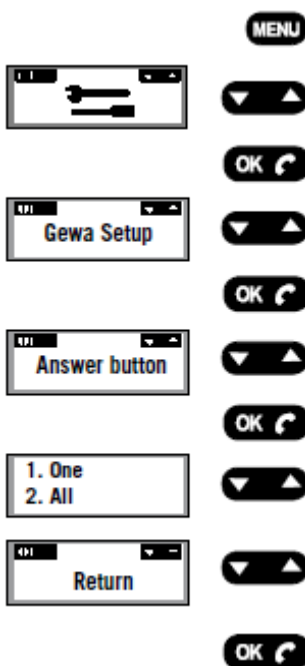 MENU
OK
Gewa Setup
OK
Answer button
OK
1. One
2. All
Return
OK